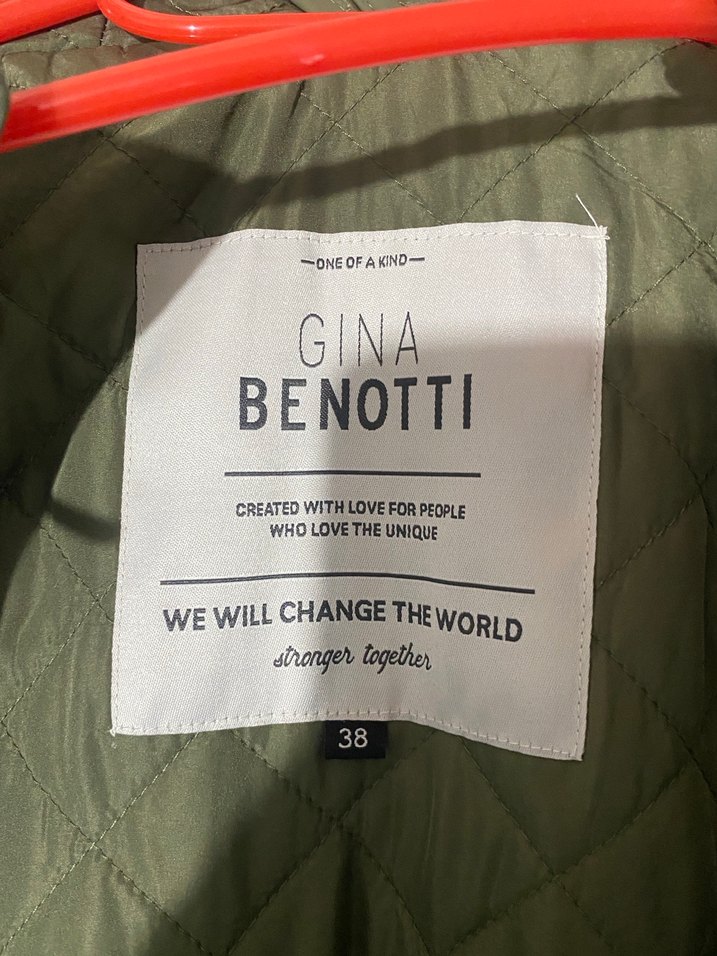 —ONE OF A KIND—
GINA
BENOTTI
CREATED WITH LOVE FOR PEOPLE
WHO LOVE THE UNIQUE
WE WILL CHANGE THE WORLD
stronger together
38